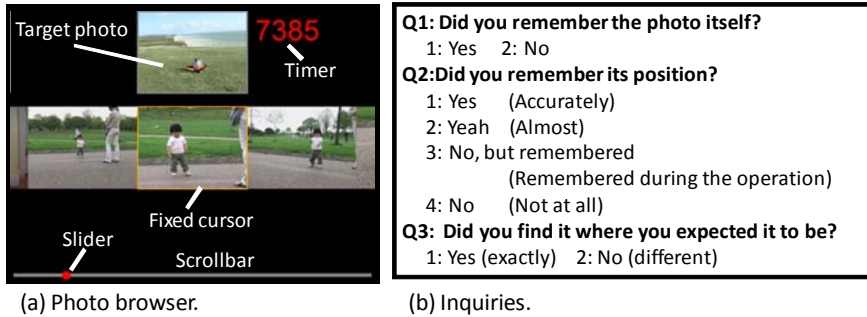 Target photo
7385
Timer
Fixed cursor
Slider
Scrollbar
(a) Photo browser.
Q1: Did you remember the photo itself?
1: Yes 2: No
Q2:Did you remember its position?
1: Yes (Accurately)
2: Yeah (Almost)
3: No, but remembered
(Remembered during the operation)
4: No (Not at all)
Q3: Did you find it where you expected it to be?
1: Yes (exactly) 2: No (different)
(b) Inquiries.